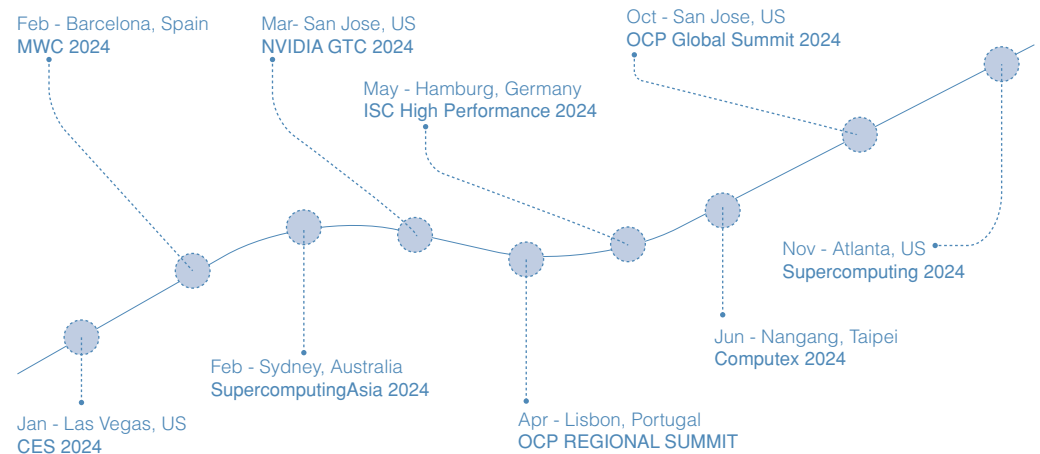 Feb - Barcelona, Spain
MWC 2024
Mar- San Jose, US
NVIDIA GTC 2024
Oct - San Jose, US
OCP Global Summit 2024
May - Hamburg, Germany
ISC High Performance 2024
Nov - Atlanta, US
Supercomputing 2024
Jun - Nangang, Taipei
Computex 2024
Feb - Sydney, Australia
SupercomputingAsia 2024
Apr - Lisbon, Portugal
OCP REGIONAL SUMMIT
Jan - Las Vegas, US
CES 2024